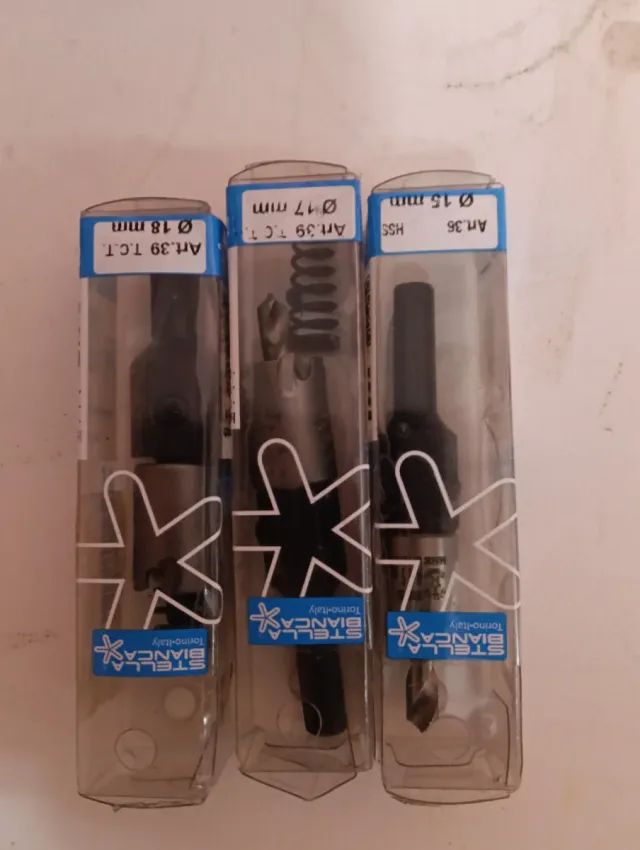 Art.39 T.C.T.
Ø 18 mm
Art.39 T.C.T.
Ø 17 mm
Art.36 HSS
Ø 15 mm
STELLA
BIANCA
Torino-Italy
STELLA
BIANCA
Torino-Italy
STELLA
BIANCA
Torino-Italy